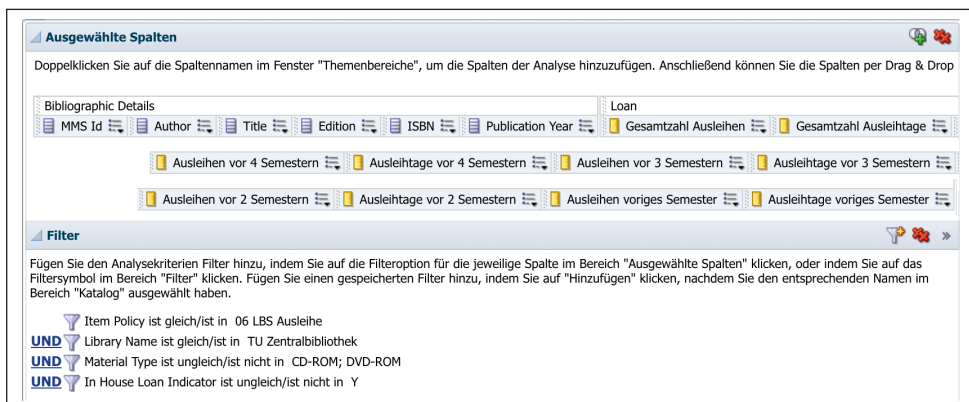 Ausgewählte Spalten
Doppelklicken Sie auf die Spaltennamen im Fenster "Themenbereiche", um die Spalten der Analyse hinzuzufügen. Anschließend können Sie die Spalten per Drag & Drop
Bibliographic Details Loan
MMS Id Author Title Edition ISBN Publication Year Gesamtzahl Ausleihen Gesamtzahl Ausleihtage
Ausleihen vor 4 Semestern Ausleihtage vor 4 Semestern Ausleihen vor 3 Semestern Ausleihtage vor 3 Semestern
Ausleihen vor 2 Semestern Ausleihtage vor 2 Semestern Ausleihen voriges Semester Ausleihtage voriges Semester
Filter »
Fügen Sie den Analysekriterien Filter hinzu, indem Sie auf die Filteroption für die jeweilige Spalte im Bereich "Ausgewählte Spalten" klicken, oder indem Sie auf das
Filtersymbol im Bereich "Filter" klicken. Fügen Sie einen gespeicherten Filter hinzu, indem Sie auf "Hinzufügen" klicken, nachdem Sie den entsprechenden Namen im
Bereich "Katalog" ausgewählt haben.
Item Policy ist gleich/ist in 06 LBS Ausleihe
UND Library Name ist gleich/ist in TU Zentralbibliothek
UND Material Type ist ungleich/ist nicht in CD-ROM; DVD-ROM
UND In House Loan Indicator ist ungleich/ist nicht in Y